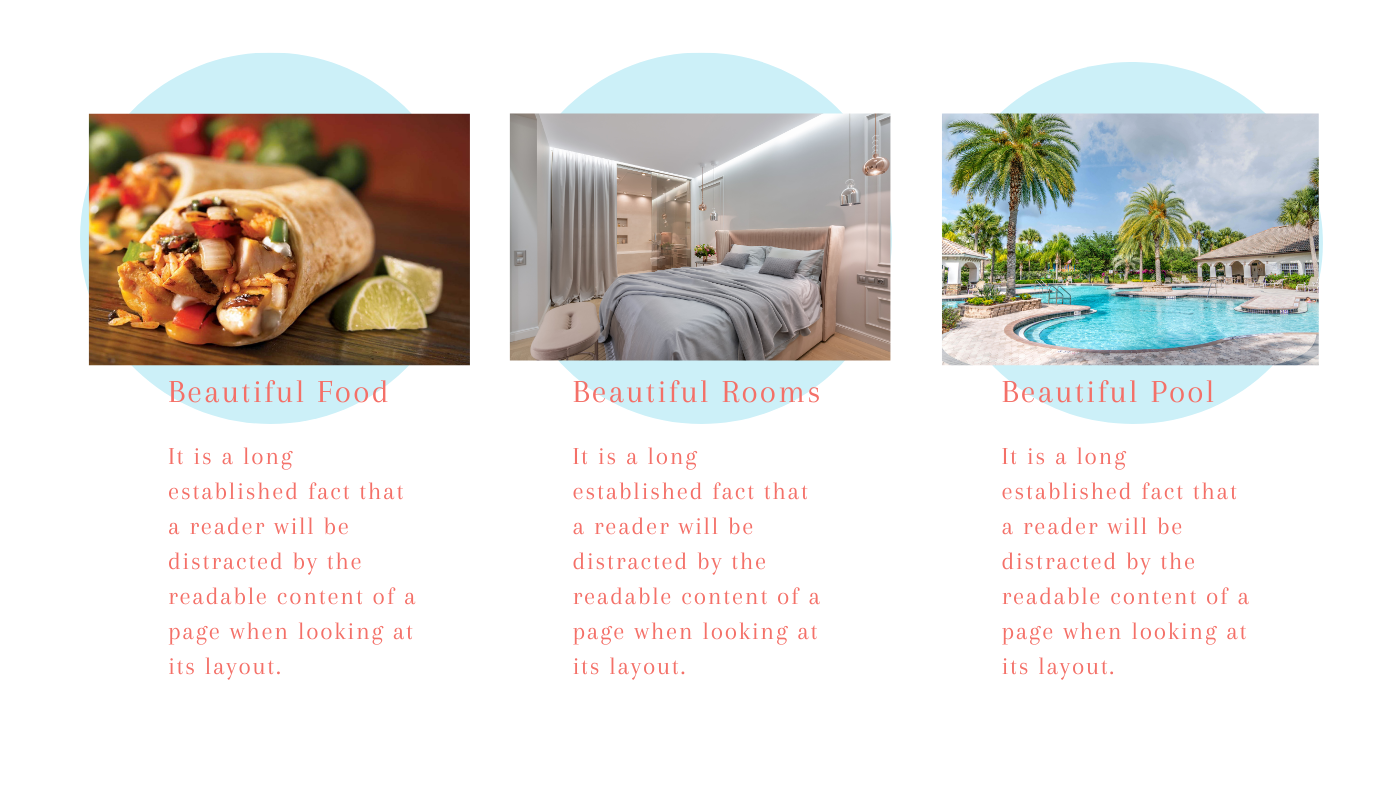 Beautiful Food
It is a long
established fact that
a reader will be
distracted by the
readable content of a
page when looking at
its layout.
Beautiful Rooms
It is a long
established fact that
a reader will be
distracted by the
readable content of a
page when looking at
its layout.
Beautiful Pool
It is a long
established fact that
a reader will be
distracted by the
readable content of a
page when looking at
its layout.